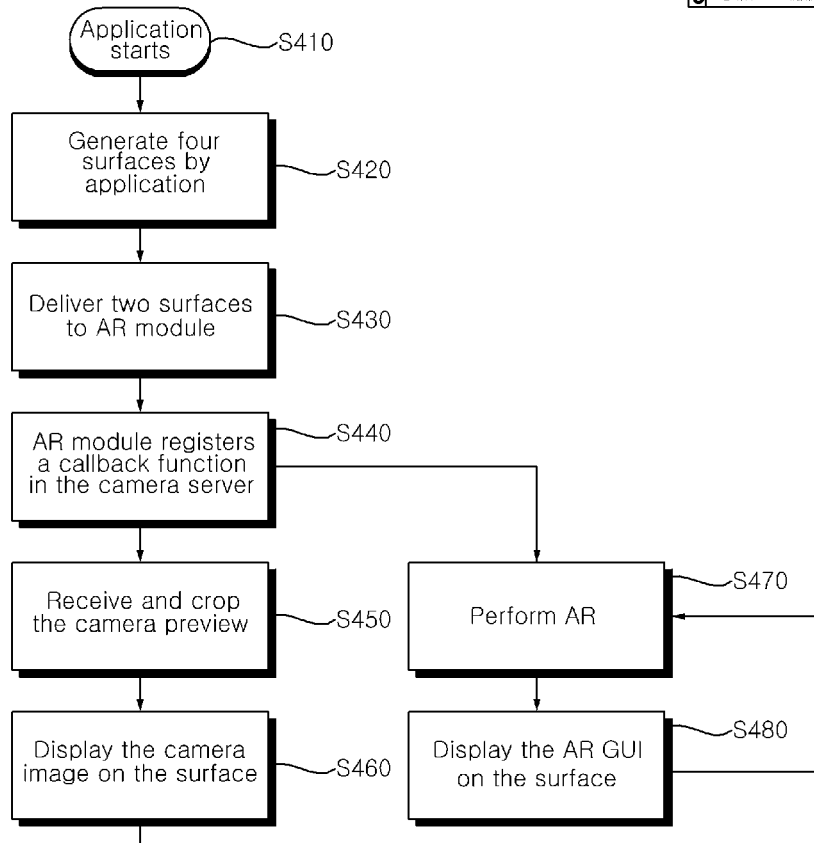 Application
starts
S410
Generate four
surfaces by
application
S420
Deliver two surfaces
to AR module
S430
AR module registers
a callback function
in the camera server
S440
Receive and crop
the camera preview
S450
Perform AR
S470
Display the camera
image on the surface
S460
Display the AR GUI
on the surface
S480